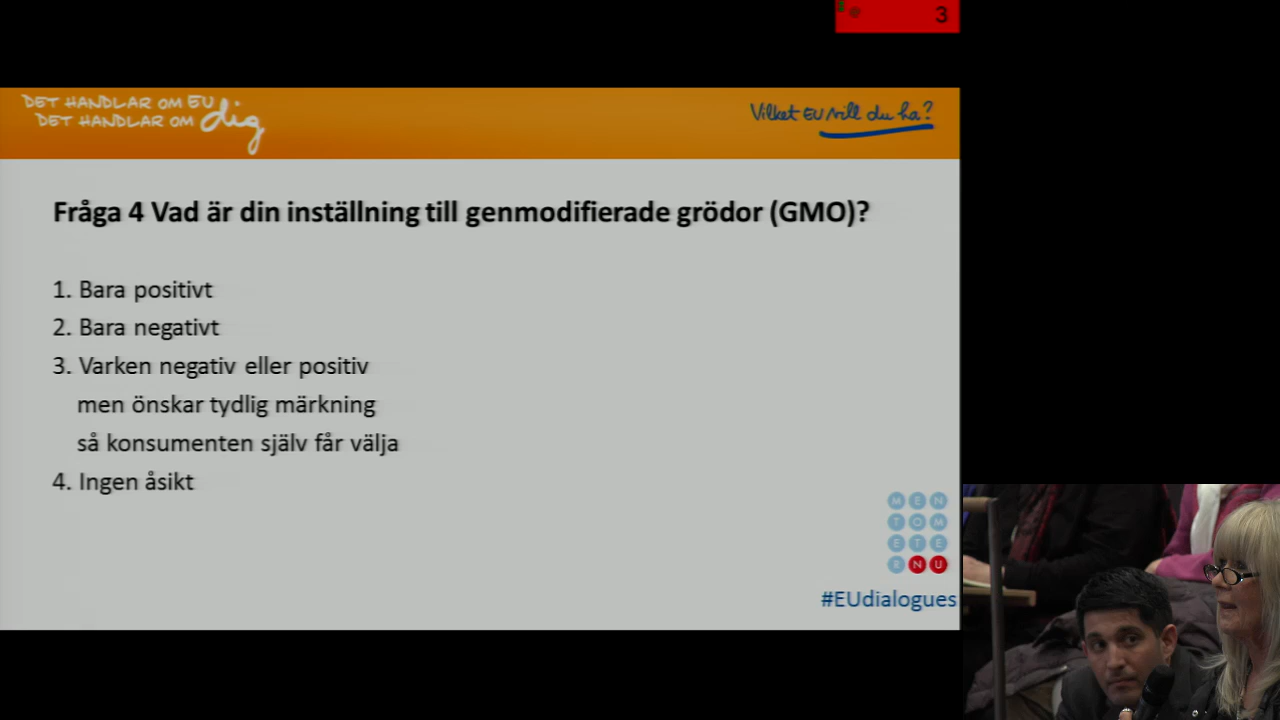 3
DET HANDLAR OM EU
DET HANDLAR OM dig
Vilket EU vill du ha?
Fråga 4 Vad är din inställning till genmodifierade grödor (GMO)?
1. Bara positivt
2. Bara negativt
3. Varken negativ eller positiv
men önskar tydlig märkning
så konsumenten själv får välja
4. Ingen åsikt
MEN
TOM
ETE
RNU
#EUdialogues